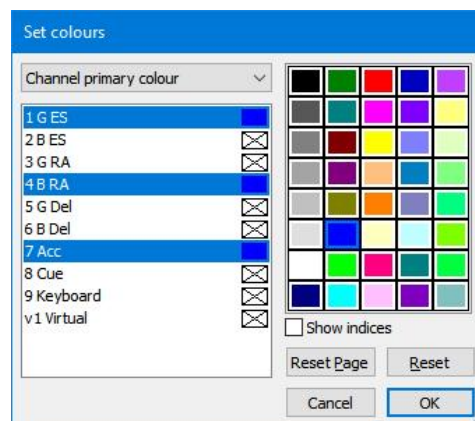 Set colours
Channel primary colour
1 G ES
2 B ES
3 G RA
4 B RA
5 G Del
6 B Del
7 Acc
8 Cue
9 Keyboard
v1 Virtual
Show indices
Reset Page
Reset
Cancel
OK